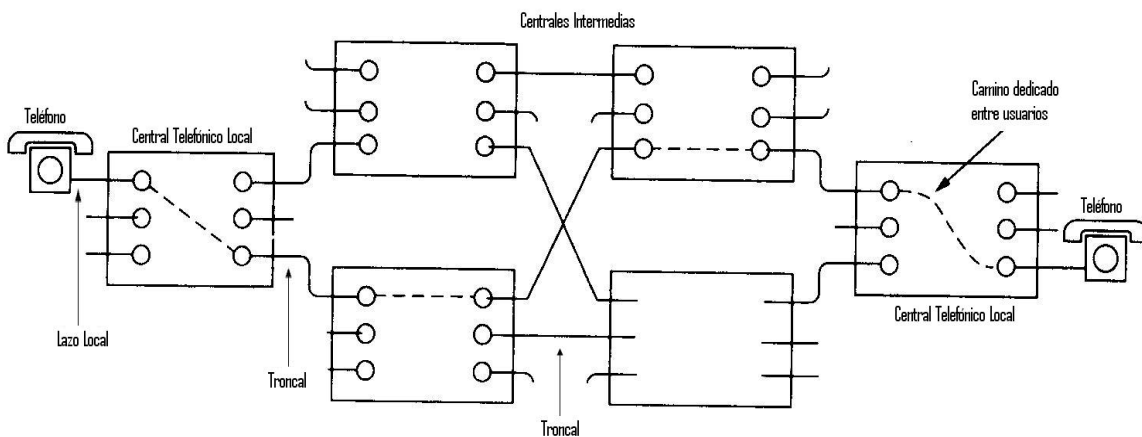 Centrales Intermedias
Teléfono
Central Telefónico Local
Camino dedicado
entre usuarios
Teléfono
Lazo Local
Troncal
Central Telefónico Local
Troncal